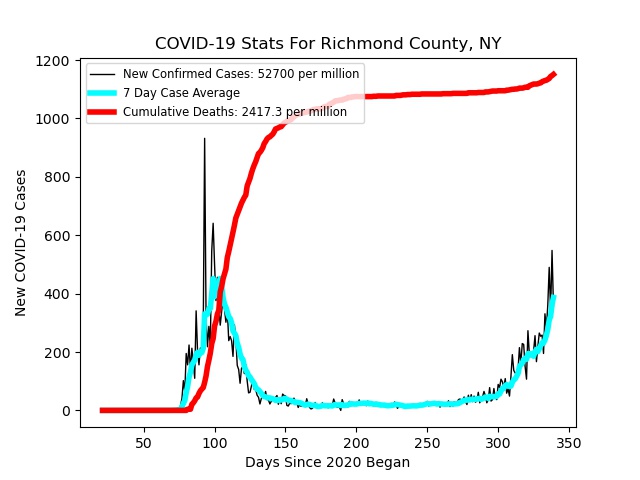 COVID-19 Stats For Richmond County, NY
New Confirmed Cases: 52700 per million
7 Day Case Average
Cumulative Deaths: 2417.3 per million
New COVID-19 Cases
1200
1000
800
600
400
200
0
50 100 150 200 250 300 350
Days Since 2020 Began